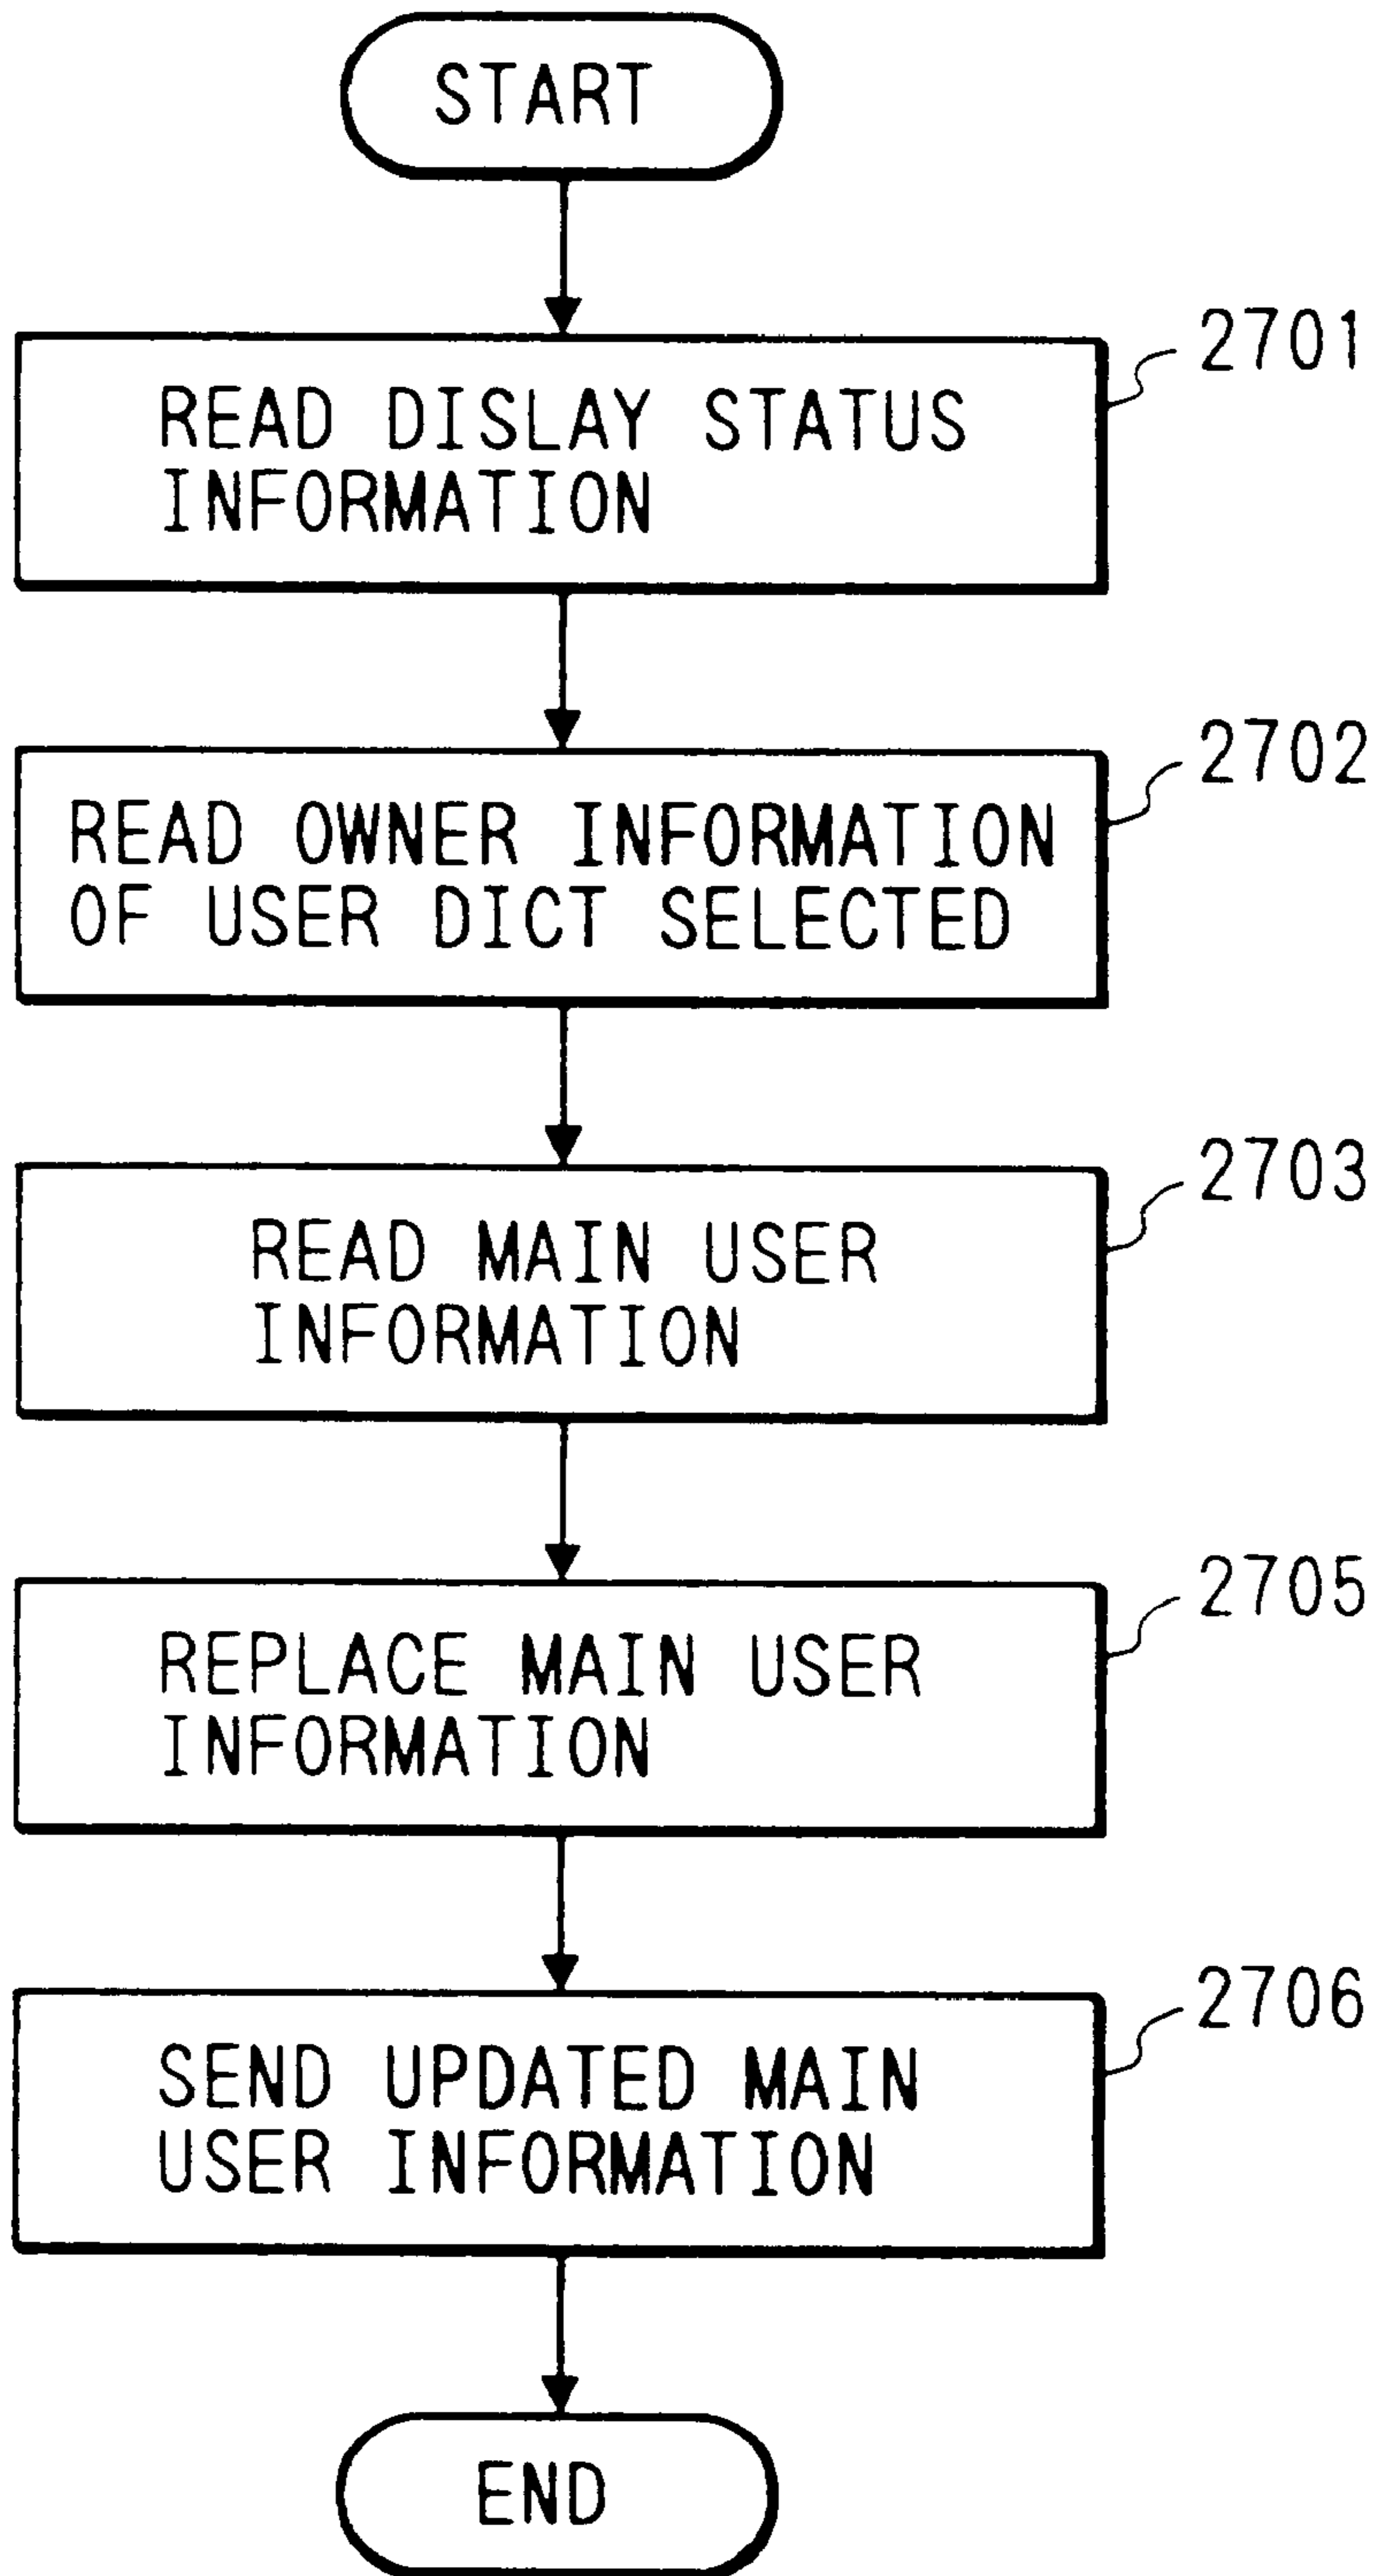 START
2701
READ DISLAY STATUS
INFORMATION
2702
READ OWNER INFORMATION
OF USER DICT SELECTED
2703
READ MAIN USER
INFORMATION
2705
REPLACE MAIN USER
INFORMATION
2706
SEND UPDATED MAIN
USER INFORMATION
END